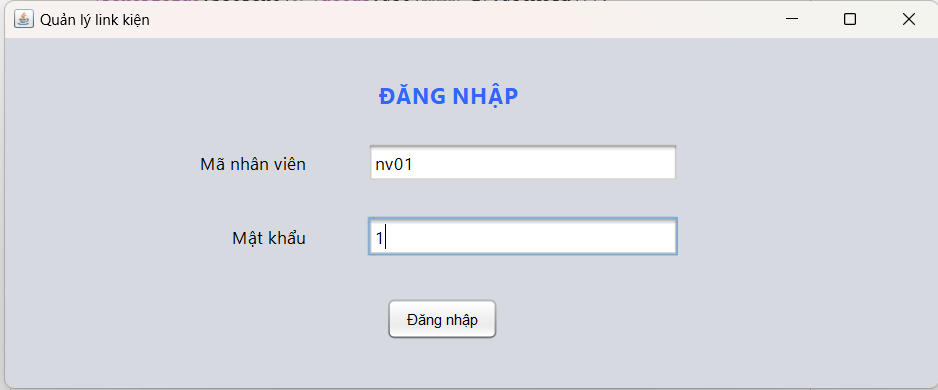 Quản lý link kiện
ĐĂNG NHẬP
Mã nhân viên nv01
Mật khẩu 1
Đăng nhập